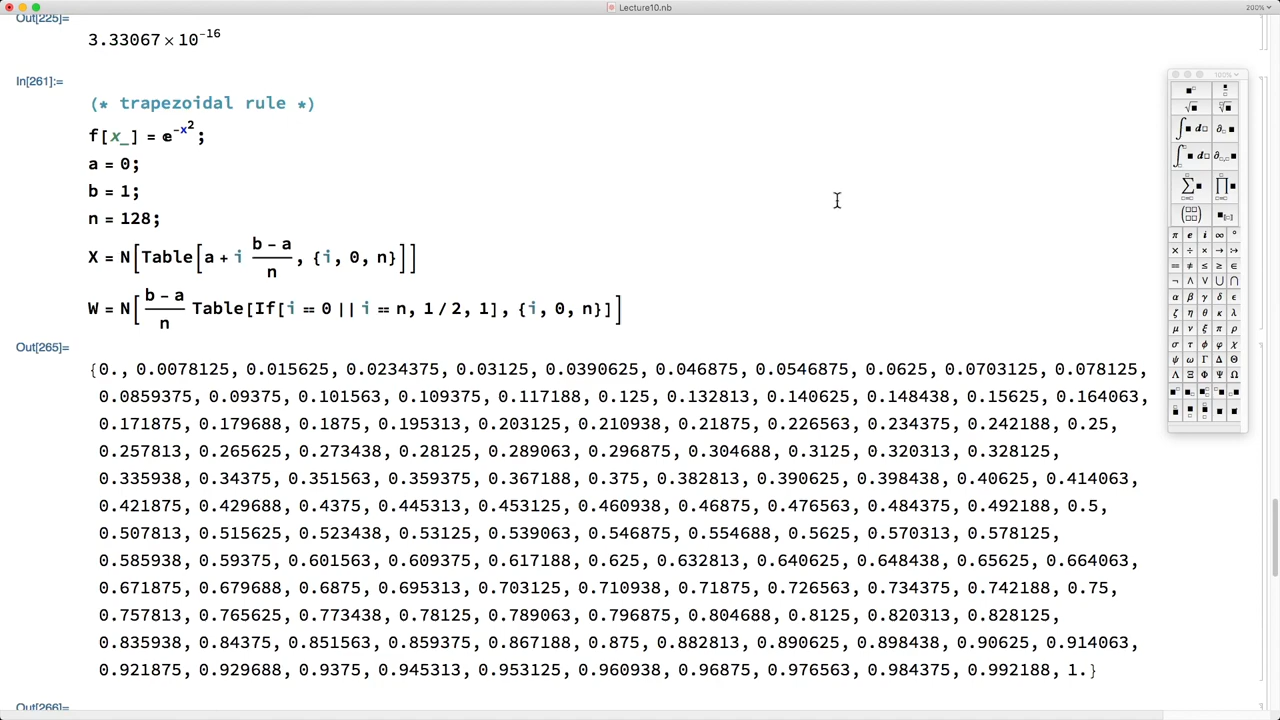 Lecture10.nb
200%
Out[225]=
3.33067×10^-16
In[261]:=
(* trapezoidal rule *)
f[x_] = e^-x^2;
a = 0;
b = 1;
n = 128;
X = N[Table[a + i (b - a)/n, {i, 0, n}]]
W = N[(b - a)/n Table[If[i == 0 || i == n, 1/2, 1], {i, 0, n}]]
Out[265]=
{0., 0.0078125, 0.015625, 0.0234375, 0.03125, 0.0390625, 0.046875, 0.0546875, 0.0625, 0.0703125, 0.078125,
0.0859375, 0.09375, 0.101563, 0.109375, 0.117188, 0.125, 0.132813, 0.140625, 0.148438, 0.15625, 0.164063,
0.171875, 0.179688, 0.1875, 0.195313, 0.203125, 0.210938, 0.21875, 0.226563, 0.234375, 0.242188, 0.25,
0.257813, 0.265625, 0.273438, 0.28125, 0.289063, 0.296875, 0.304688, 0.3125, 0.320313, 0.328125,
0.335938, 0.34375, 0.351563, 0.359375, 0.367188, 0.375, 0.382813, 0.390625, 0.398438, 0.40625, 0.414063,
0.421875, 0.429688, 0.4375, 0.445313, 0.453125, 0.460938, 0.46875, 0.476563, 0.484375, 0.492188, 0.5,
0.507813, 0.515625, 0.523438, 0.53125, 0.539063, 0.546875, 0.554688, 0.5625, 0.570313, 0.578125,
0.585938, 0.59375, 0.601563, 0.609375, 0.617188, 0.625, 0.632813, 0.640625, 0.648438, 0.65625, 0.664063,
0.671875, 0.679688, 0.6875, 0.695313, 0.703125, 0.710938, 0.71875, 0.726563, 0.734375, 0.742188, 0.75,
0.757813, 0.765625, 0.773438, 0.78125, 0.789063, 0.796875, 0.804688, 0.8125, 0.820313, 0.828125,
0.835938, 0.84375, 0.851563, 0.859375, 0.867188, 0.875, 0.882813, 0.890625, 0.898438, 0.90625, 0.914063,
0.921875, 0.929688, 0.9375, 0.945313, 0.953125, 0.960938, 0.96875, 0.976563, 0.984375, 0.992188, 1.}
Out[266]=
100%
π e i ∞ °
× ÷ × → :→
== ≠ ≤ ≥ ∈
¬ ∧ ∨ ∪ ∩
α β γ δ ϵ
ζ η θ κ λ
μ ν ξ π ρ
σ τ ϕ φ χ
ψ ω Γ Δ Θ
Λ Ξ Φ Ψ Ω